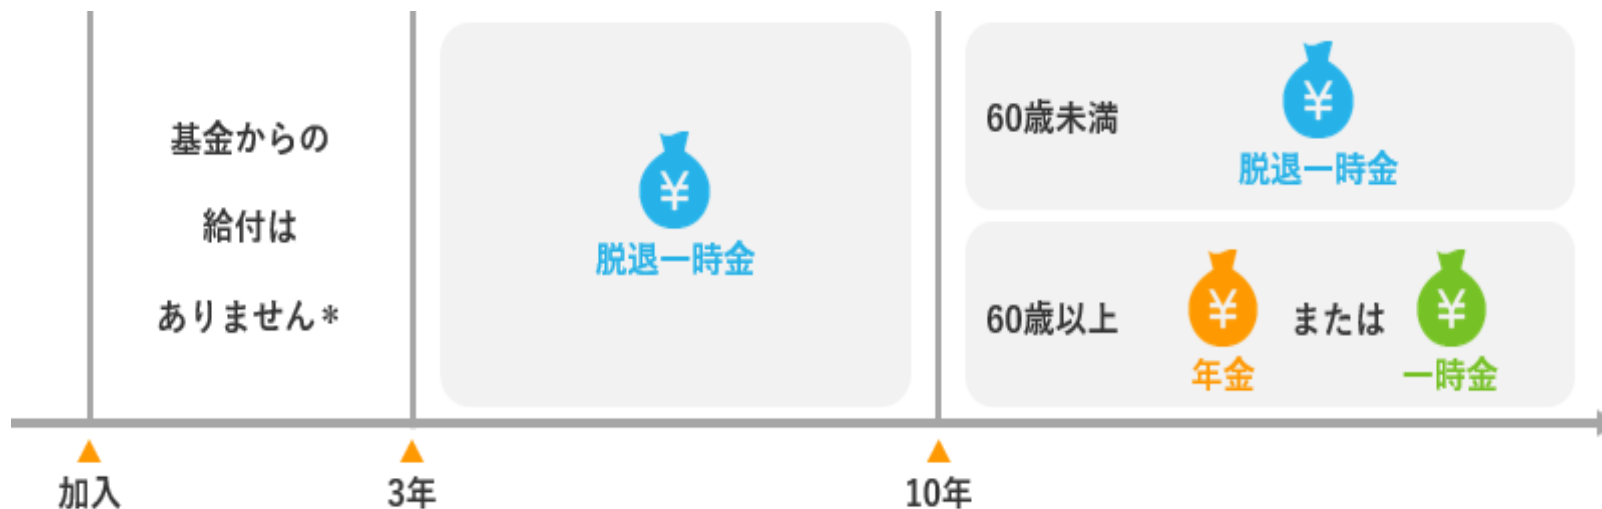 基金からの
給付は
ありません*
¥
脱退一時金
60歳未満
¥
脱退一時金
60歳以上
¥
年金
または
¥
一時金
加入
3年
10年